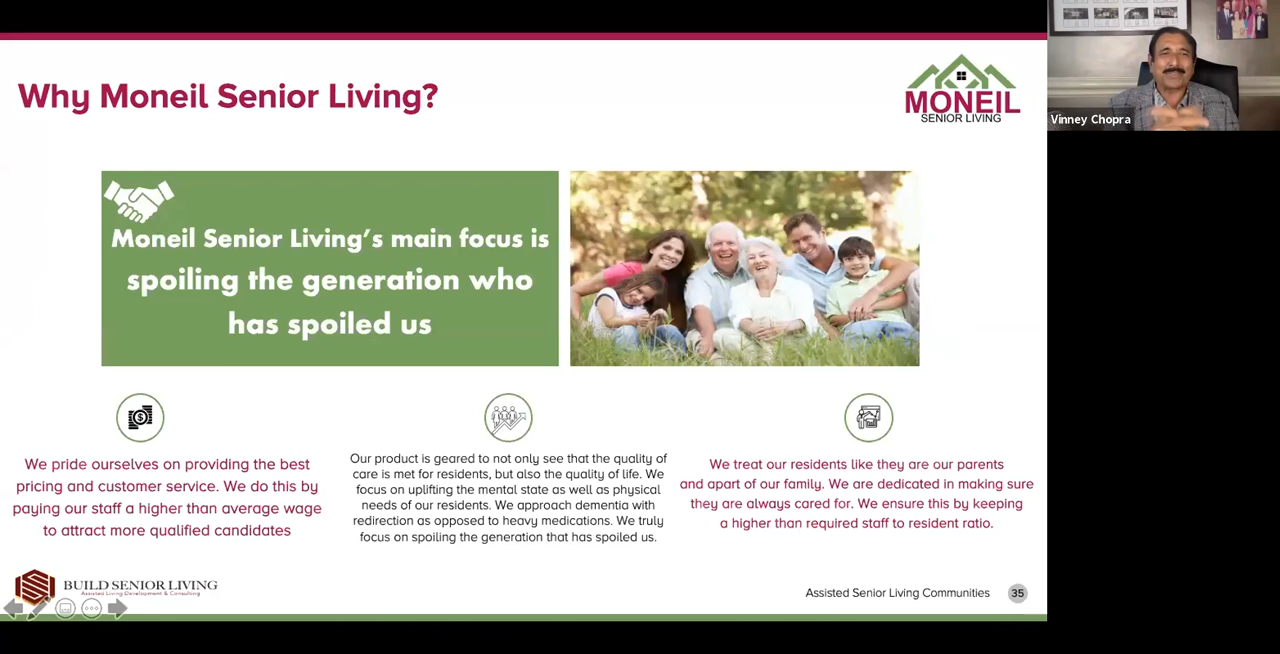 Why Moneil Senior Living?
MONEIL
SENIOR LIVING
Vinney Chopra
Moneil Senior Living's main focus is
spoiling the generation who
has spoiled us
We pride ourselves on providing the best
pricing and customer service. We do this by
paying our staff a higher than average wage
to attract more qualified candidates
Our product is geared to not only see that the quality of
care is met for residents, but also the quality of life. We
focus on uplifting the mental state as well as physical
needs of our residents. We approach dementia with
redirection as opposed to heavy medications. We truly
focus on spoiling the generation that has spoiled us.
We treat our residents like they are our parents
and apart of our family. We are dedicated in making sure
they are always cared for. We ensure this by keeping
a higher than required staff to resident ratio.
BUILD SENIOR LIVING
Assisted Living Development & Consulting
Assisted Senior Living Communities
35